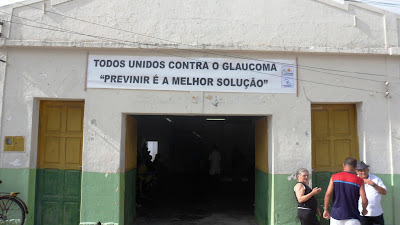 TODOS UNIDOS CONTRA O GLAUCOMA
“PREVINIR É A MELHOR SOLUÇÃO”